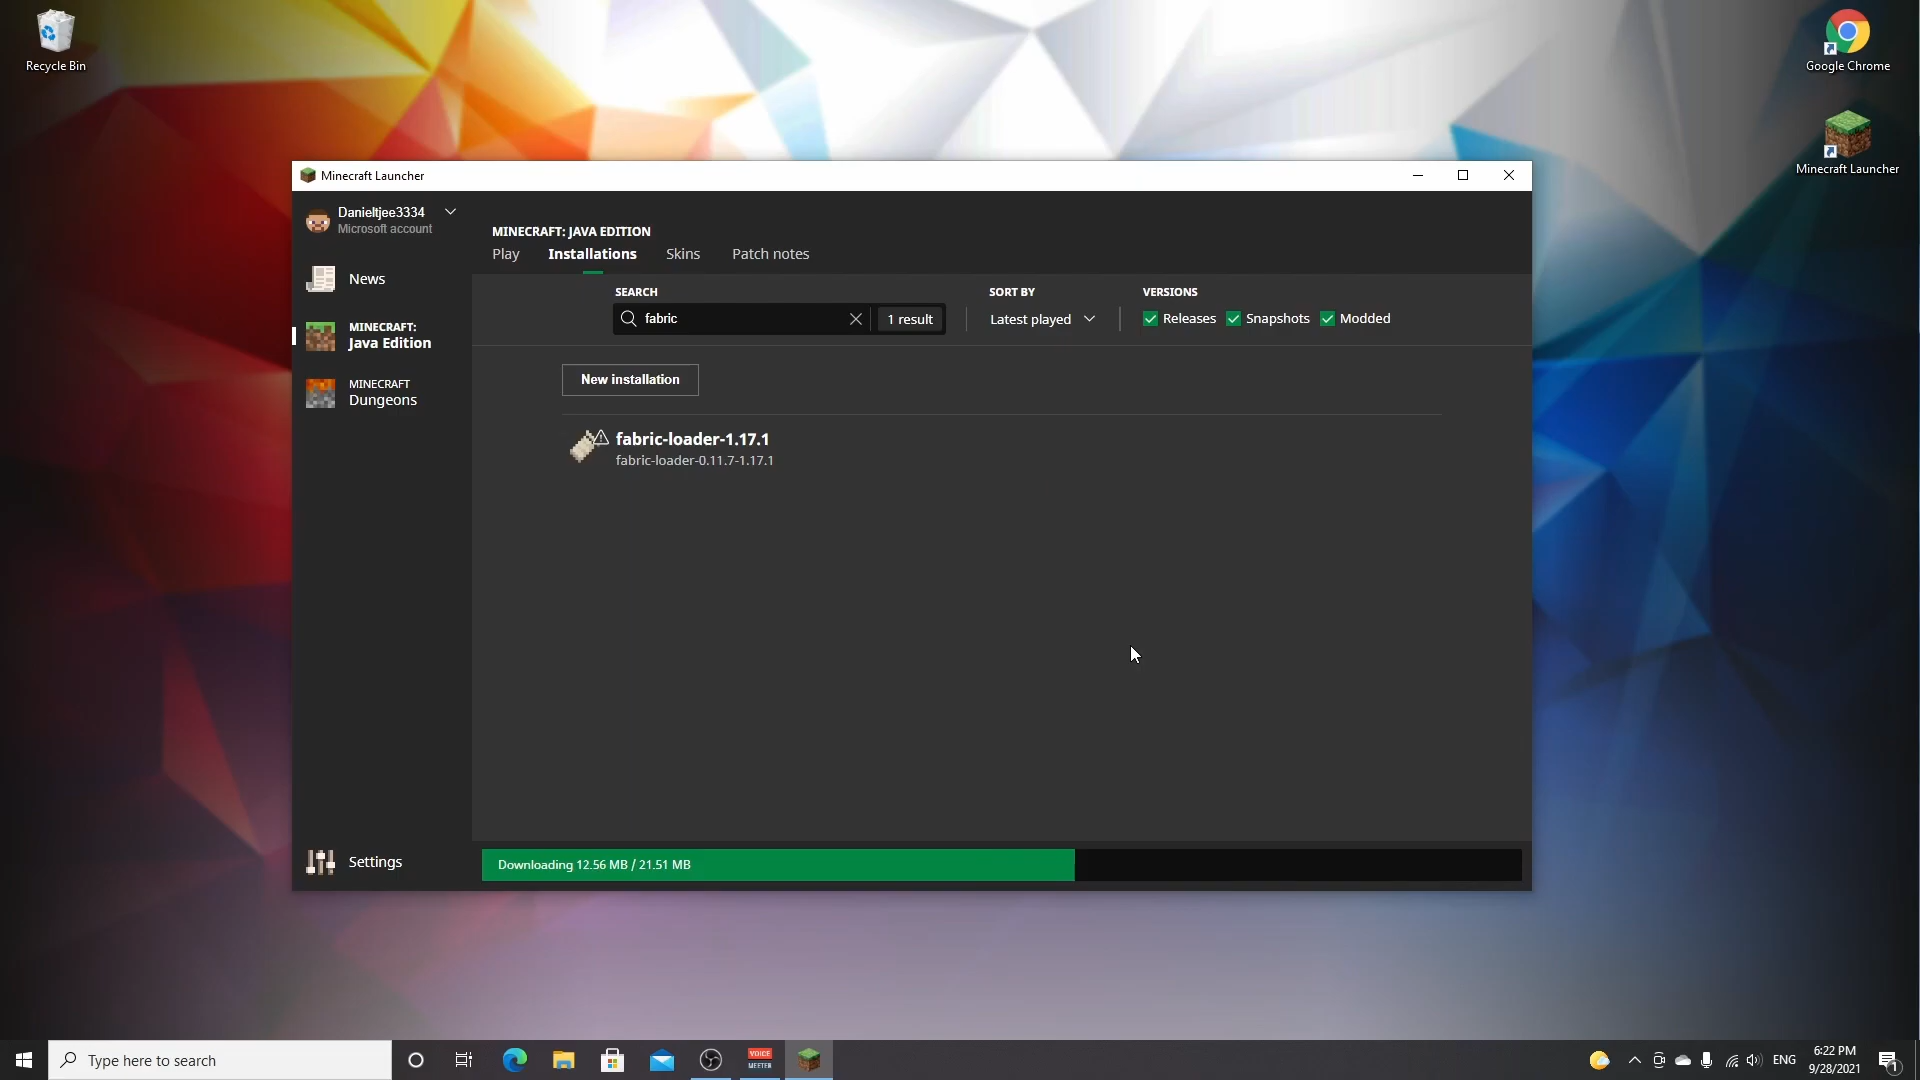 Recycle Bin
Google Chrome
Minecraft Launcher
Minecraft Launcher
Danieltjee3334
Microsoft account
News
MINECRAFT:
Java Edition
MINECRAFT
Dungeons
Settings
MINECRAFT: JAVA EDITION
Play Installations Skins Patch notes
SEARCH SORT BY VERSIONS
fabric 1 result Latest played Releases Snapshots Modded
New installation
fabric-loader-1.17.1
fabric-loader-0.11.7-1.17.1
Downloading 12.56 MB / 21.51 MB
Type here to search
VOICE
MEETER
ENG
6:22 PM
9/28/2021
1